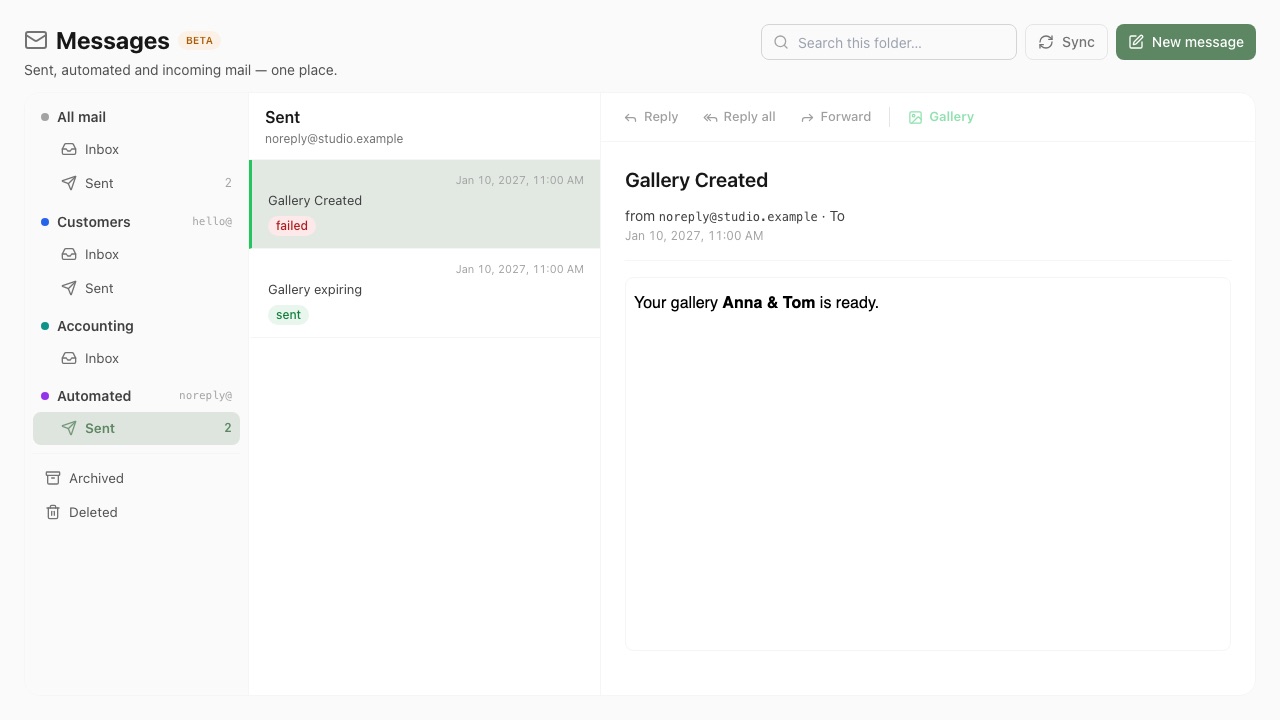 Messages BETA
Sent, automated and incoming mail — one place.
Search this folder...
Sync
New message
All mail
Inbox
Sent 2
Customers hello@
Inbox
Sent
Accounting
Inbox
Automated noreply@
Sent 2
Archived
Deleted
Sent
noreply@studio.example
Jan 10, 2027, 11:00 AM
Gallery Created
failed
Jan 10, 2027, 11:00 AM
Gallery expiring
sent
Reply
Reply all
Forward
Gallery
Gallery Created
from noreply@studio.example · To
Jan 10, 2027, 11:00 AM
Your gallery Anna & Tom is ready.